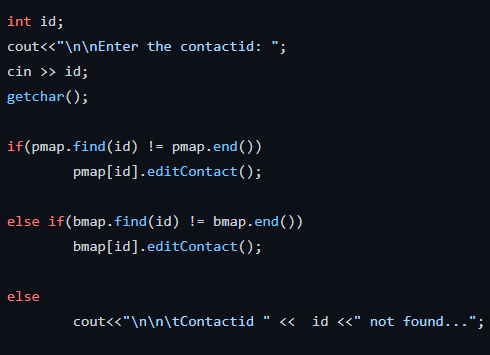 int id;
cout<<"\n\nEnter the contactid: ";
cin >> id;
getchar();
if(pmap.find(id) != pmap.end())
pmap[id].editContact();
else if(bmap.find(id) != bmap.end())
bmap[id].editContact();
else
cout<<"\n\n\tContactid " <<  id <<" not found...";